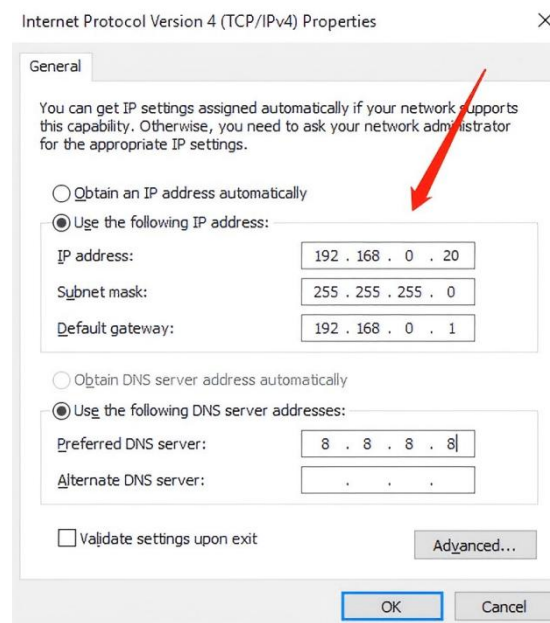 Internet Protocol Version 4 (TCP/IPv4) Properties
General
You can get IP settings assigned automatically if your network supports
this capability. Otherwise, you need to ask your network administrator
for the appropriate IP settings.
Obtain an IP address automatically
Use the following IP address:
IP address: 192 . 168 . 0 . 20
Subnet mask: 255 . 255 . 255 . 0
Default gateway: 192 . 168 . 0 . 1
Obtain DNS server address automatically
Use the following DNS server addresses:
Preferred DNS server: 8 . 8 . 8 . 8
Alternate DNS server: . . .
Validate settings upon exit
Advanced...
OK Cancel